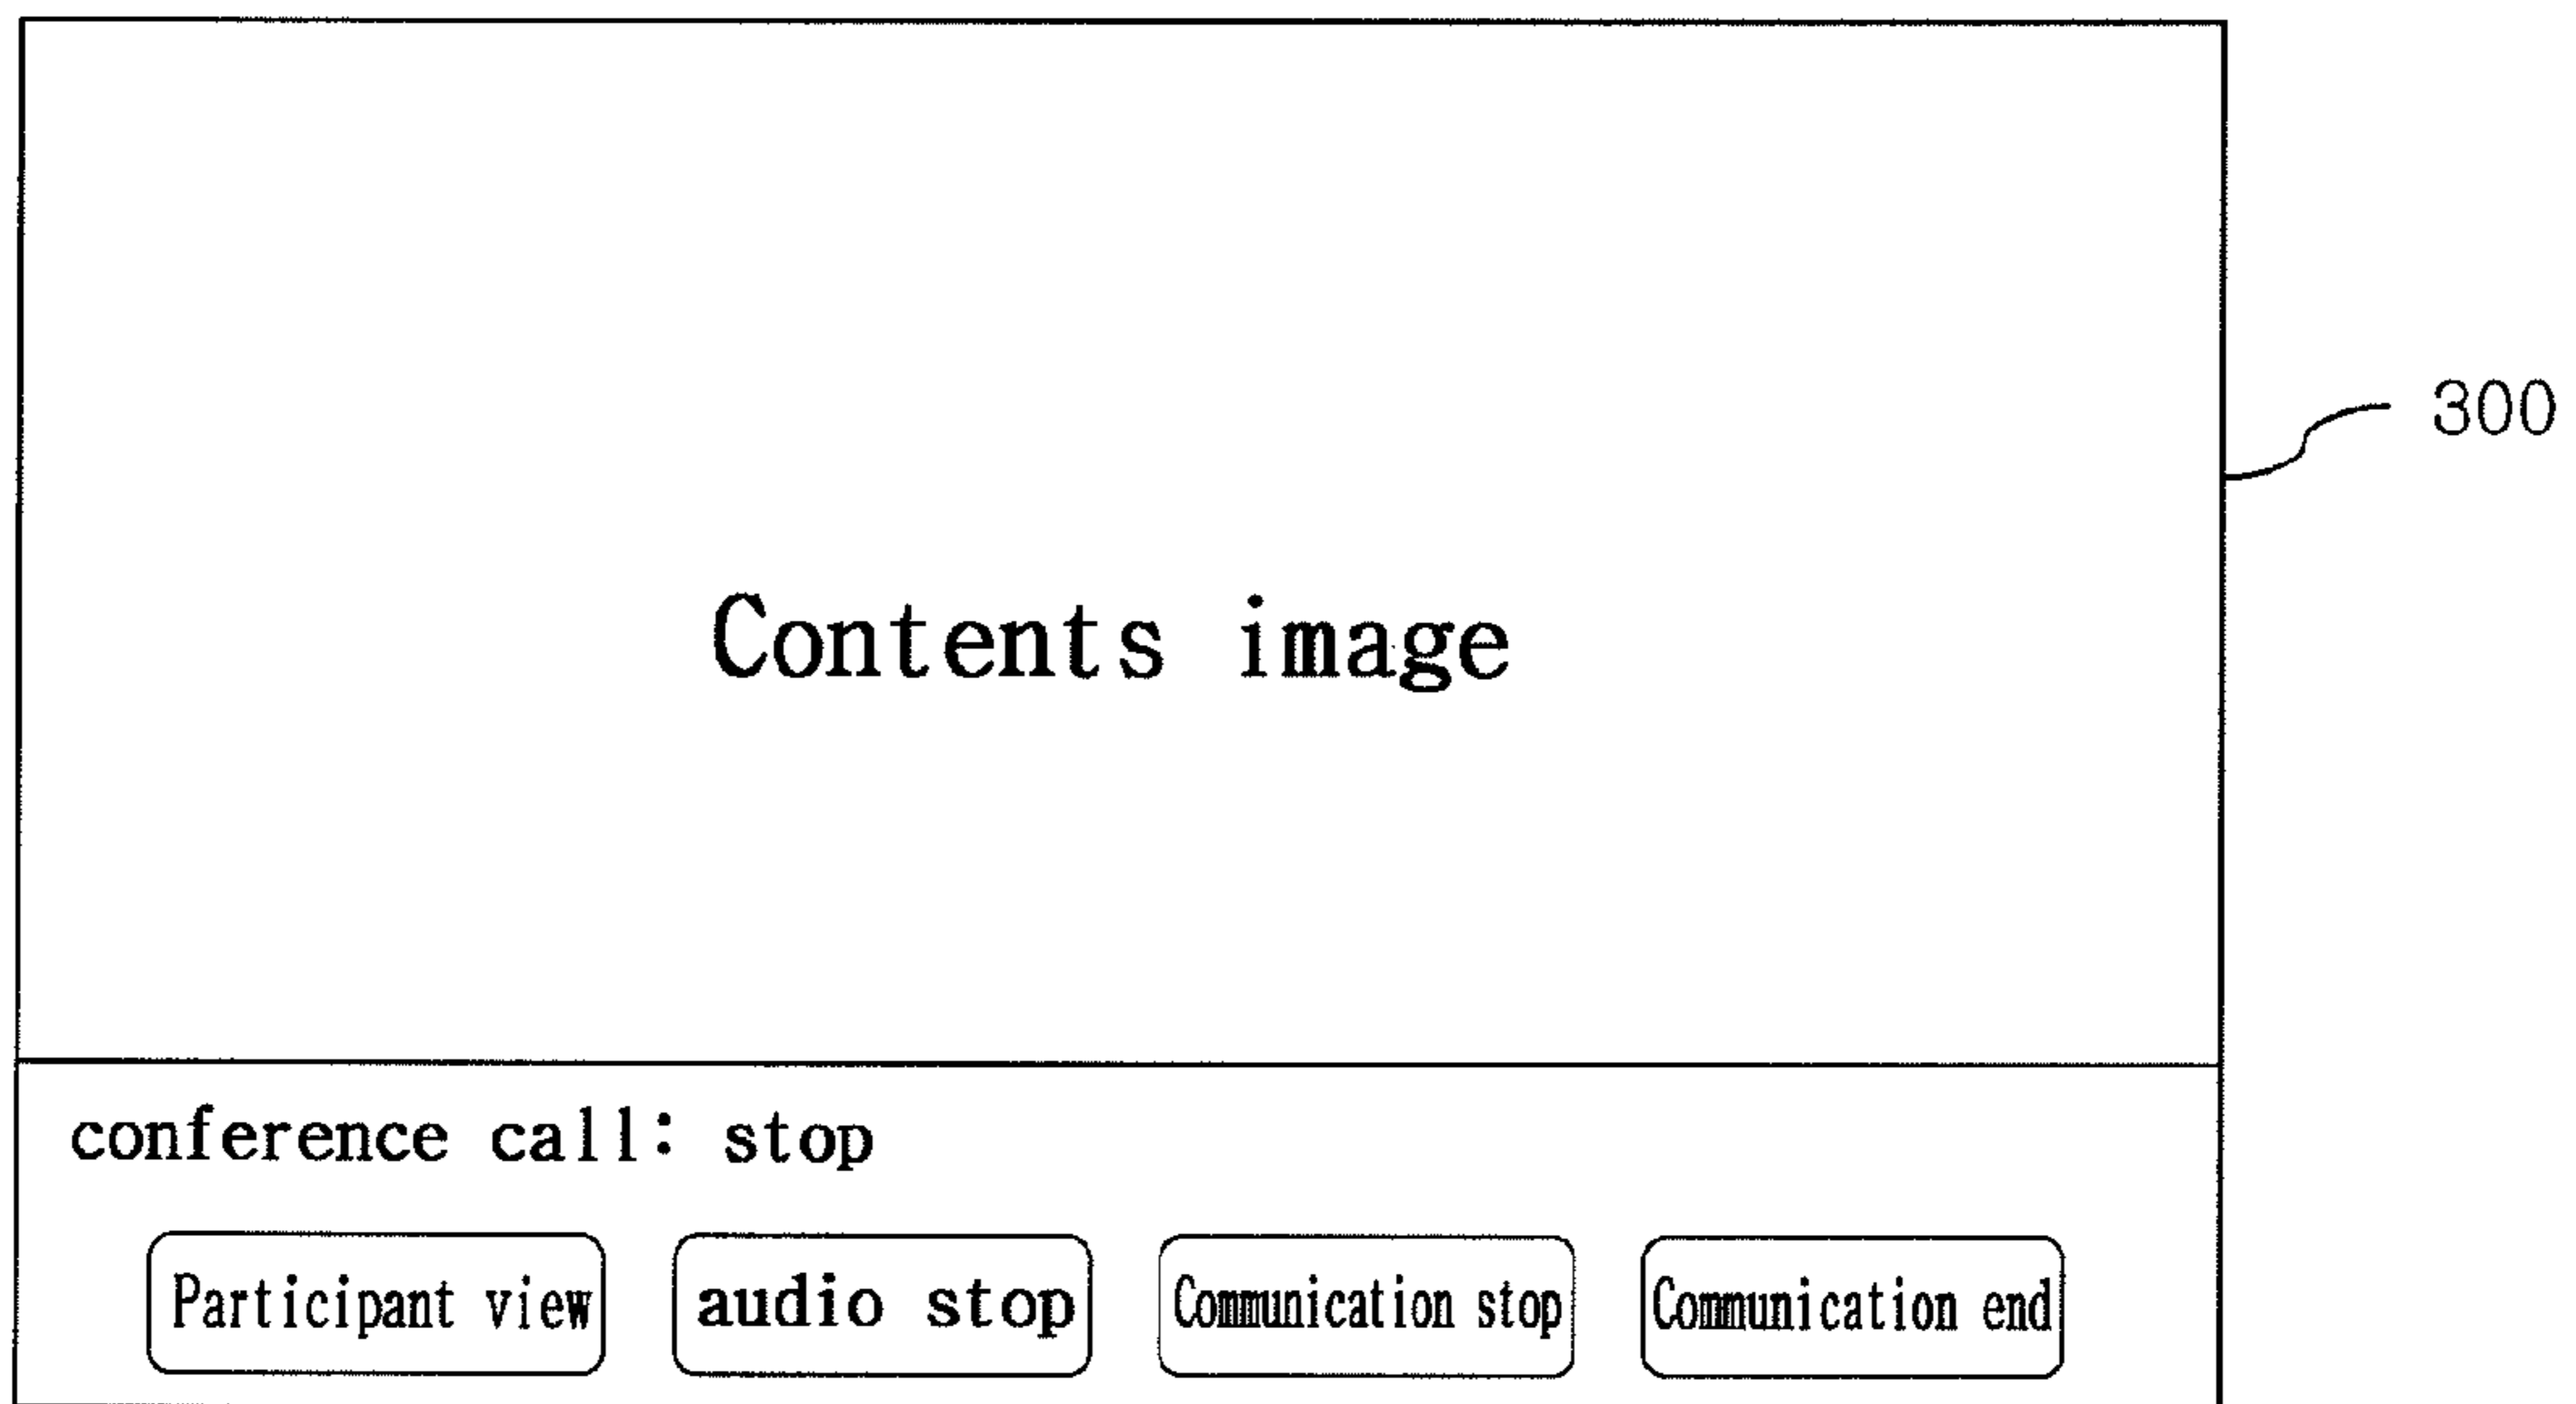 300
Contents image
conference call: stop
Participant view
audio stop
Communication stop
Communication end